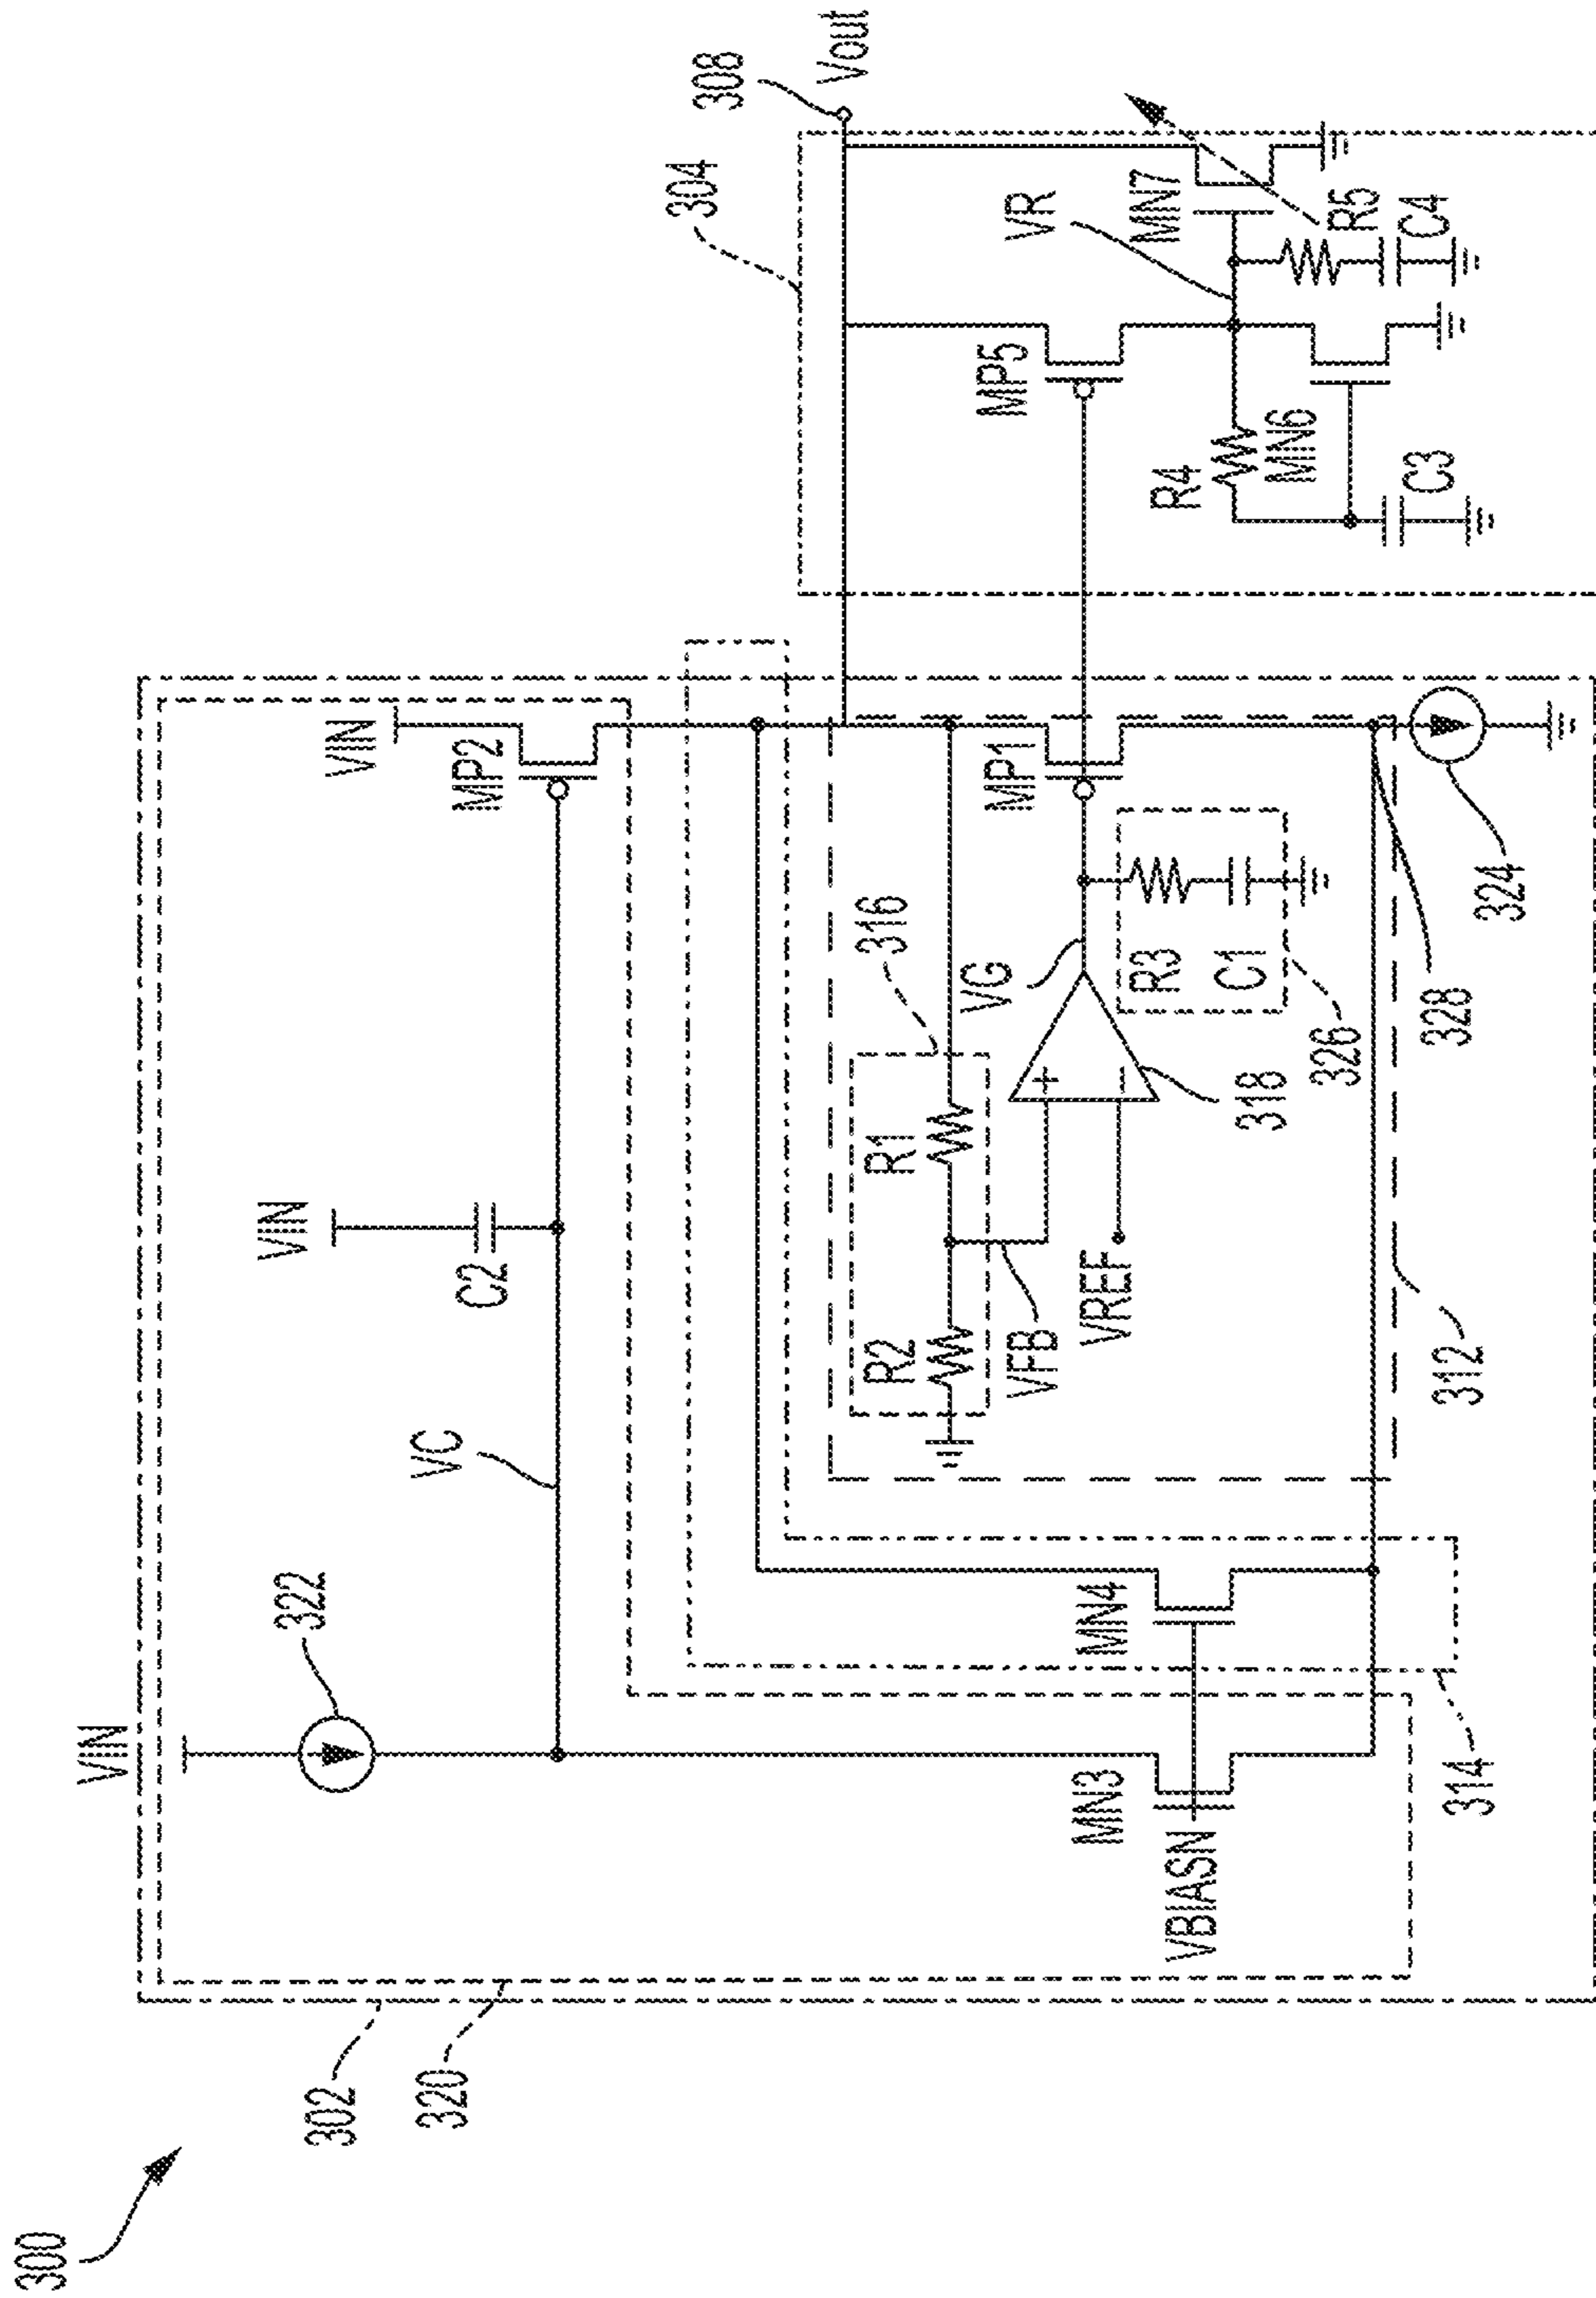 300
302
320
VIN
322
VC
VIN
C2
VIN
MP2
304
308
Vout
MN3
VBIASN
314
MN4
316
R2
R1
VFB
VREF
VG
318
MP1
R3
C1
326
312
328
324
MP5
VR
MN7
R4
MN6
C3
R5
C4